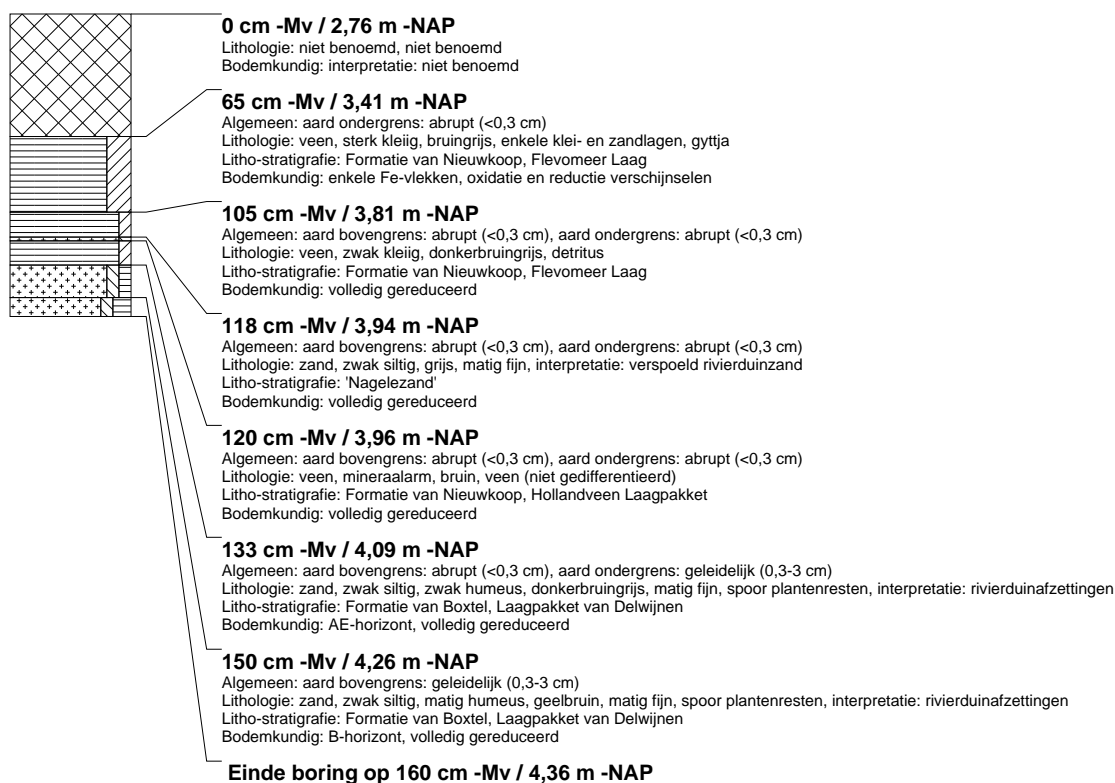 0 cm -Mv / 2,76 m -NAP
Lithologie: niet benoemd, niet benoemd
Bodemkundig: interpretatie: niet benoemd
65 cm -Mv / 3,41 m -NAP
Algemeen: aard ondergrens: abrupt (<0,3 cm)
Lithologie: veen, sterk kleiig, bruingrijs, enkele klei- en zandlagen, gyttja
Litho-stratigrafie: Formatie van Nieuwkoop, Flevomeer Laag
Bodemkundig: enkele Fe-vlekken, oxidatie en reductie verschijnselen
105 cm -Mv / 3,81 m -NAP
Algemeen: aard bovengrens: abrupt (<0,3 cm), aard ondergrens: abrupt (<0,3 cm)
Lithologie: veen, zwak kleiig, donkerbruingrijs, detritus
Litho-stratigrafie: Formatie van Nieuwkoop, Flevomeer Laag
Bodemkundig: volledig gereduceerd
118 cm -Mv / 3,94 m -NAP
Algemeen: aard bovengrens: abrupt (<0,3 cm), aard ondergrens: abrupt (<0,3 cm)
Lithologie: zand, zwak siltig, grijs, matig fijn, interpretatie: verspoeld rivierduinzand
Litho-stratigrafie: 'Nagelezand'
Bodemkundig: volledig gereduceerd
120 cm -Mv / 3,96 m -NAP
Algemeen: aard bovengrens: abrupt (<0,3 cm), aard ondergrens: abrupt (<0,3 cm)
Lithologie: veen, mineraalarm, bruin, veen (niet gedifferentieerd)
Litho-stratigrafie: Formatie van Nieuwkoop, Hollandveen Laagpakket
Bodemkundig: volledig gereduceerd
133 cm -Mv / 4,09 m -NAP
Algemeen: aard bovengrens: abrupt (<0,3 cm), aard ondergrens: geleidelijk (0,3-3 cm)
Lithologie: zand, zwak siltig, zwak humeus, donkerbruingrijs, matig fijn, spoor plantenresten, interpretatie: rivierduinafzettingen
Litho-stratigrafie: Formatie van Boxtel, Laagpakket van Delwijnen
Bodemkundig: AE-horizont, volledig gereduceerd
150 cm -Mv / 4,26 m -NAP
Algemeen: aard bovengrens: geleidelijk (0,3-3 cm)
Lithologie: zand, zwak siltig, matig humeus, geelbruin, matig fijn, spoor plantenresten, interpretatie: rivierduinafzettingen
Litho-stratigrafie: Formatie van Boxtel, Laagpakket van Delwijnen
Bodemkundig: B-horizont, volledig gereduceerd
Einde boring op 160 cm -Mv / 4,36 m -NAP